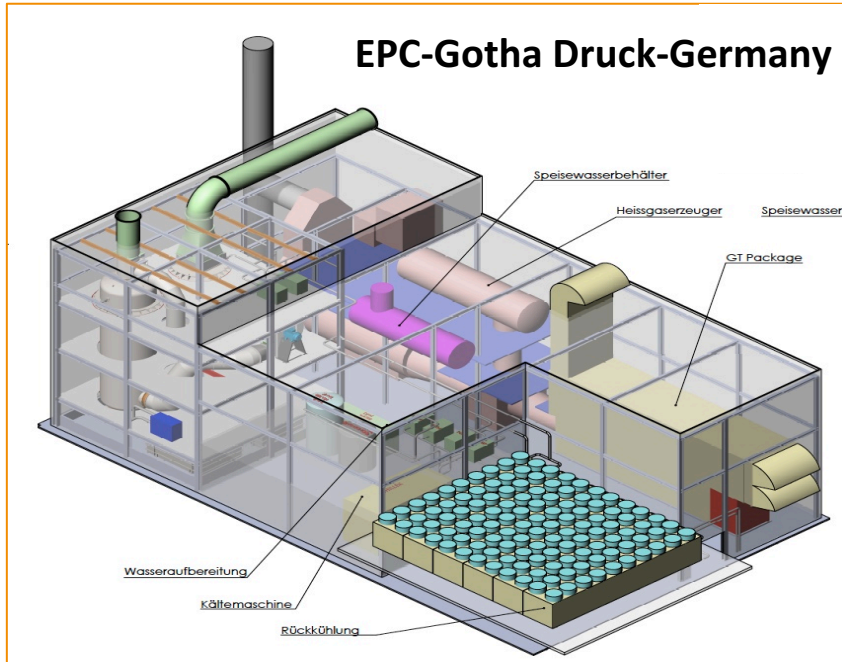 EPC-Gotha Druck-Germany
Speisewasserbehälter
Heissgaserzeuger
Speisewasser
GT Package
Wasseraufbereitung
Kältemaschine
Rückkühlung